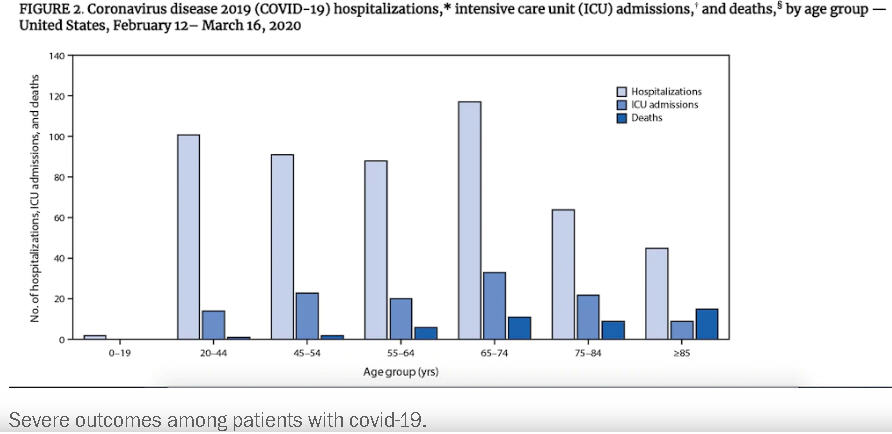 FIGURE 2. Coronavirus disease 2019 (COVID-19) hospitalizations,* intensive care unit (ICU) admissions,† and deaths,§ by age group —
United States, February 12– March 16, 2020
No. of hospitalizations, ICU admissions, and deaths
140
120
100
80
60
40
20
0
Hospitalizations
ICU admissions
Deaths
0–19 20–44 45–54 55–64 65–74 75–84 ≥85
Age group (yrs)
Severe outcomes among patients with covid-19.